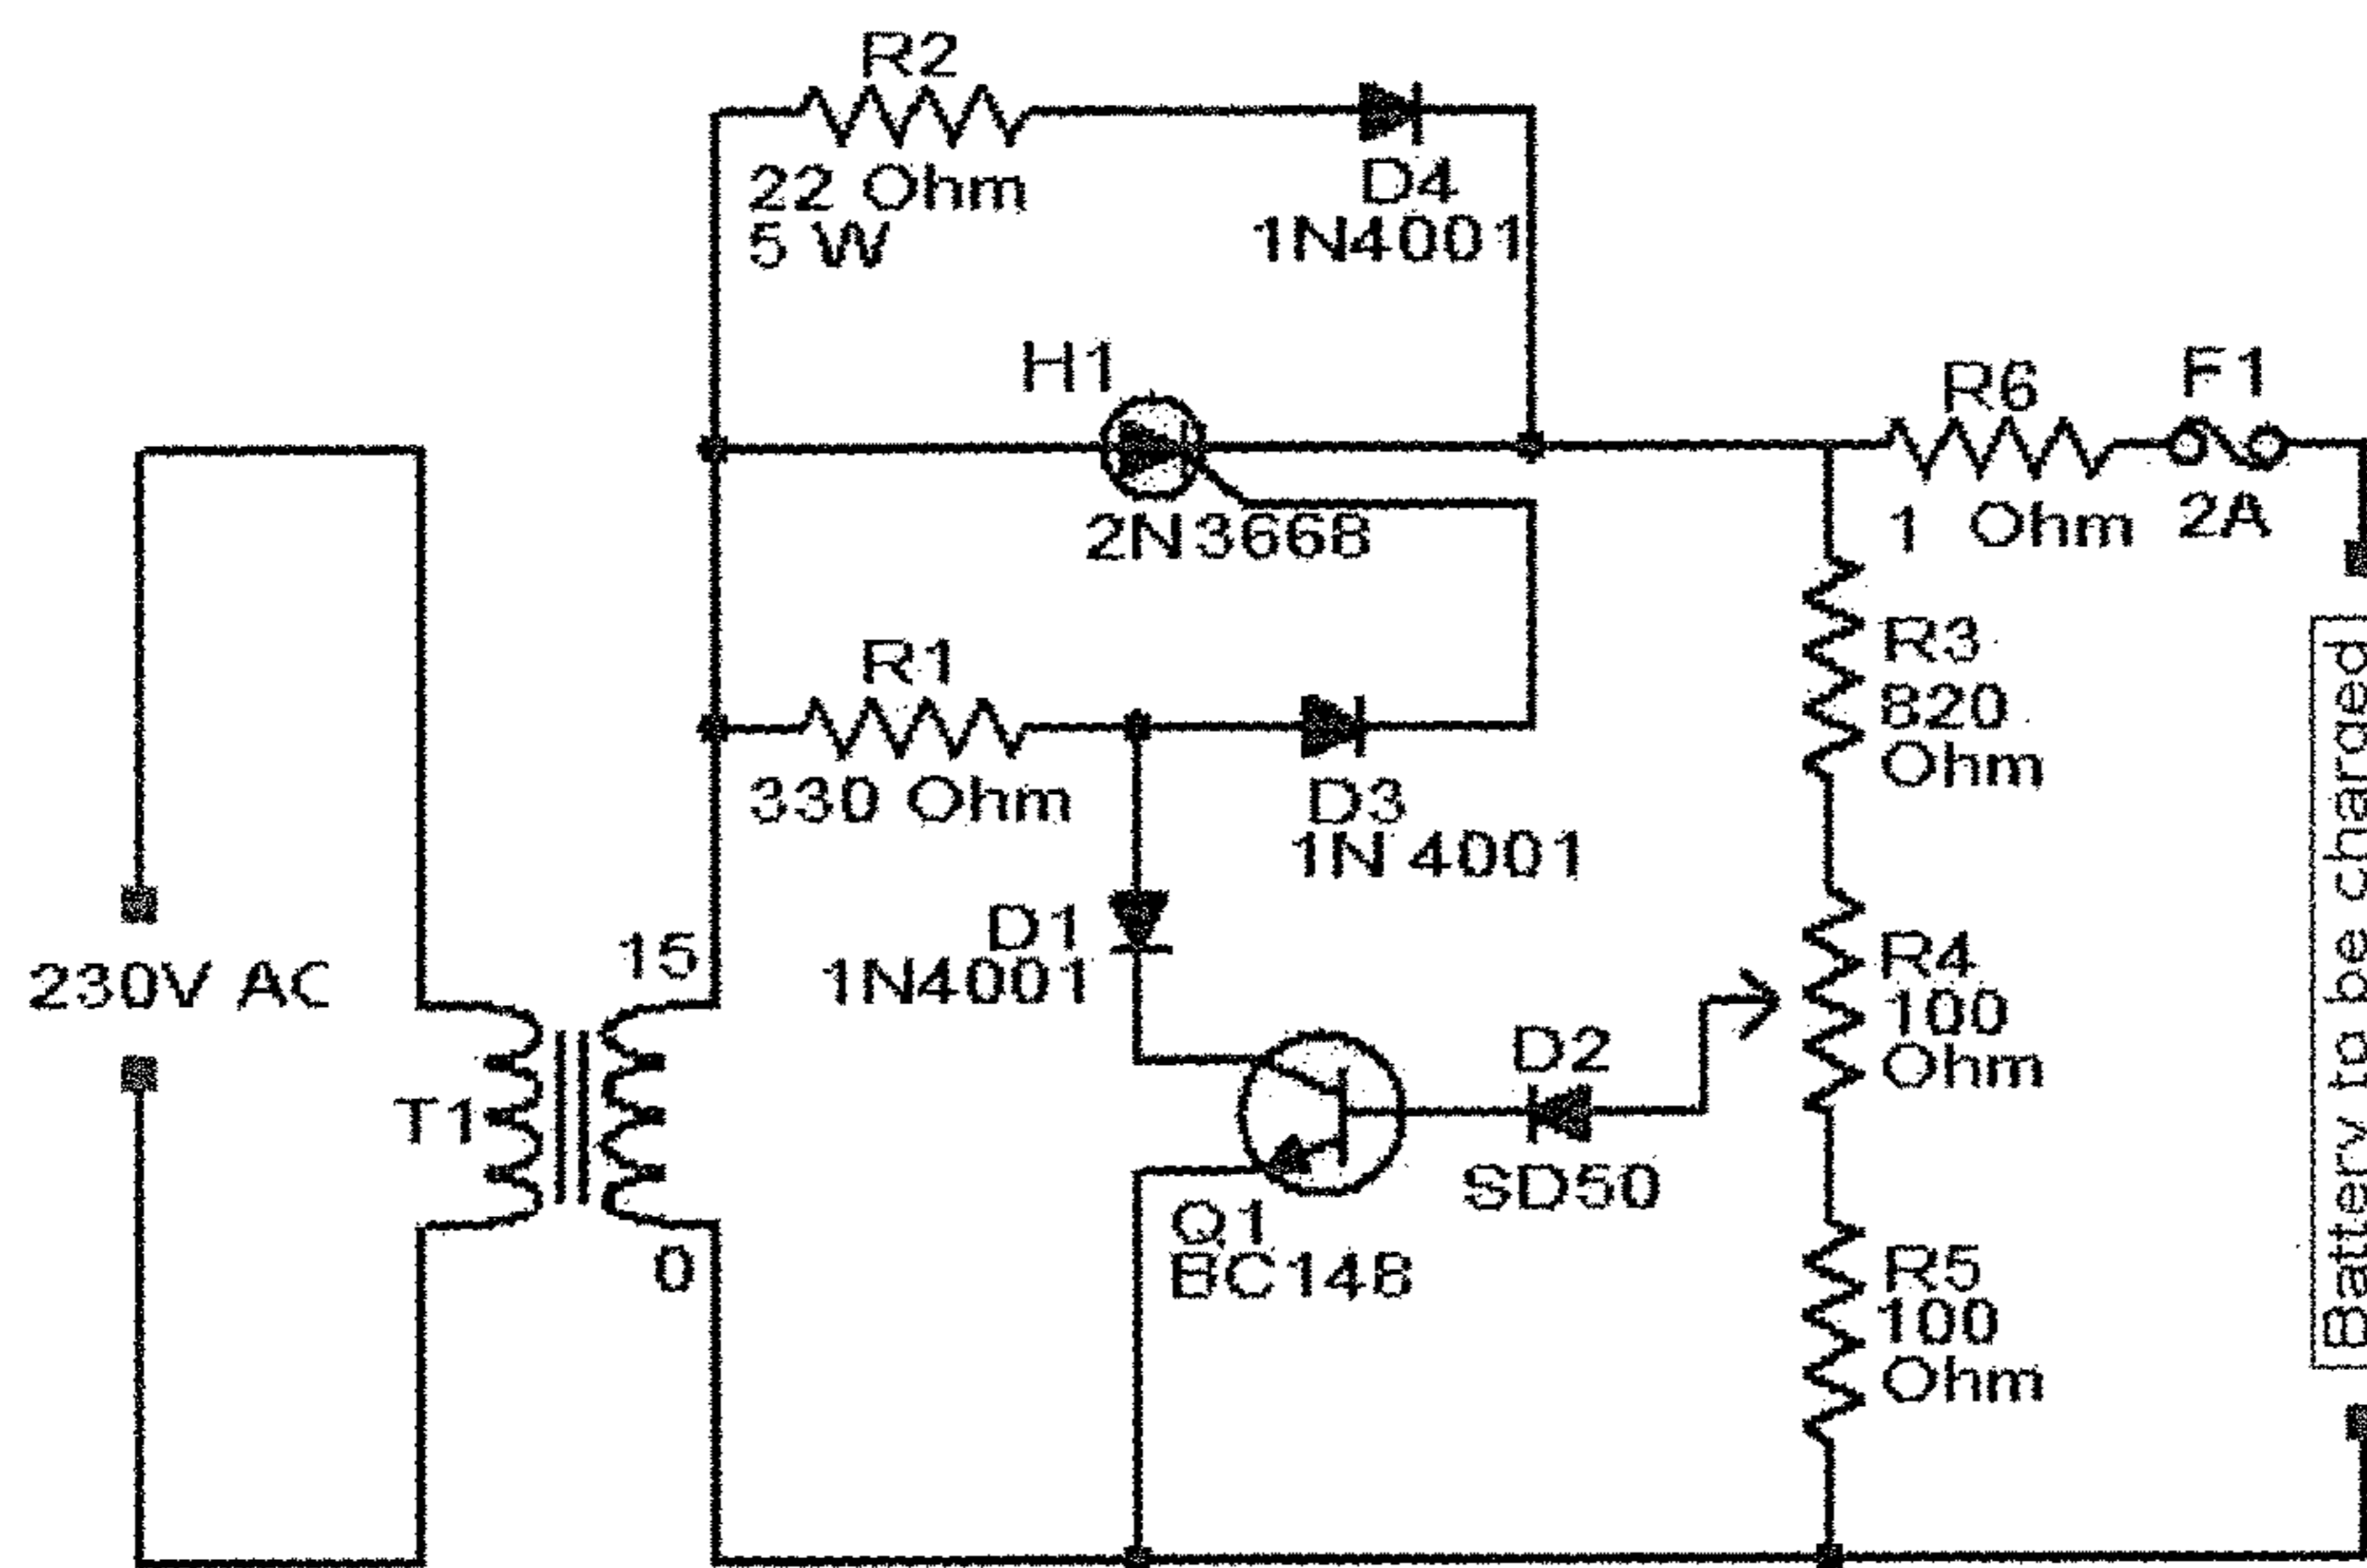 R2
22 Ohm
5 W
D4
1N4001
H1
2N3668
R6
1 Ohm
F1
2A
R1
330 Ohm
D3
1N 4001
R3
820
Ohm
D1
1N4001
15
230V AC
T1
0
R4
100
Ohm
D2
SD50
Q1
BC148
R5
100
Ohm
Battery to be charged